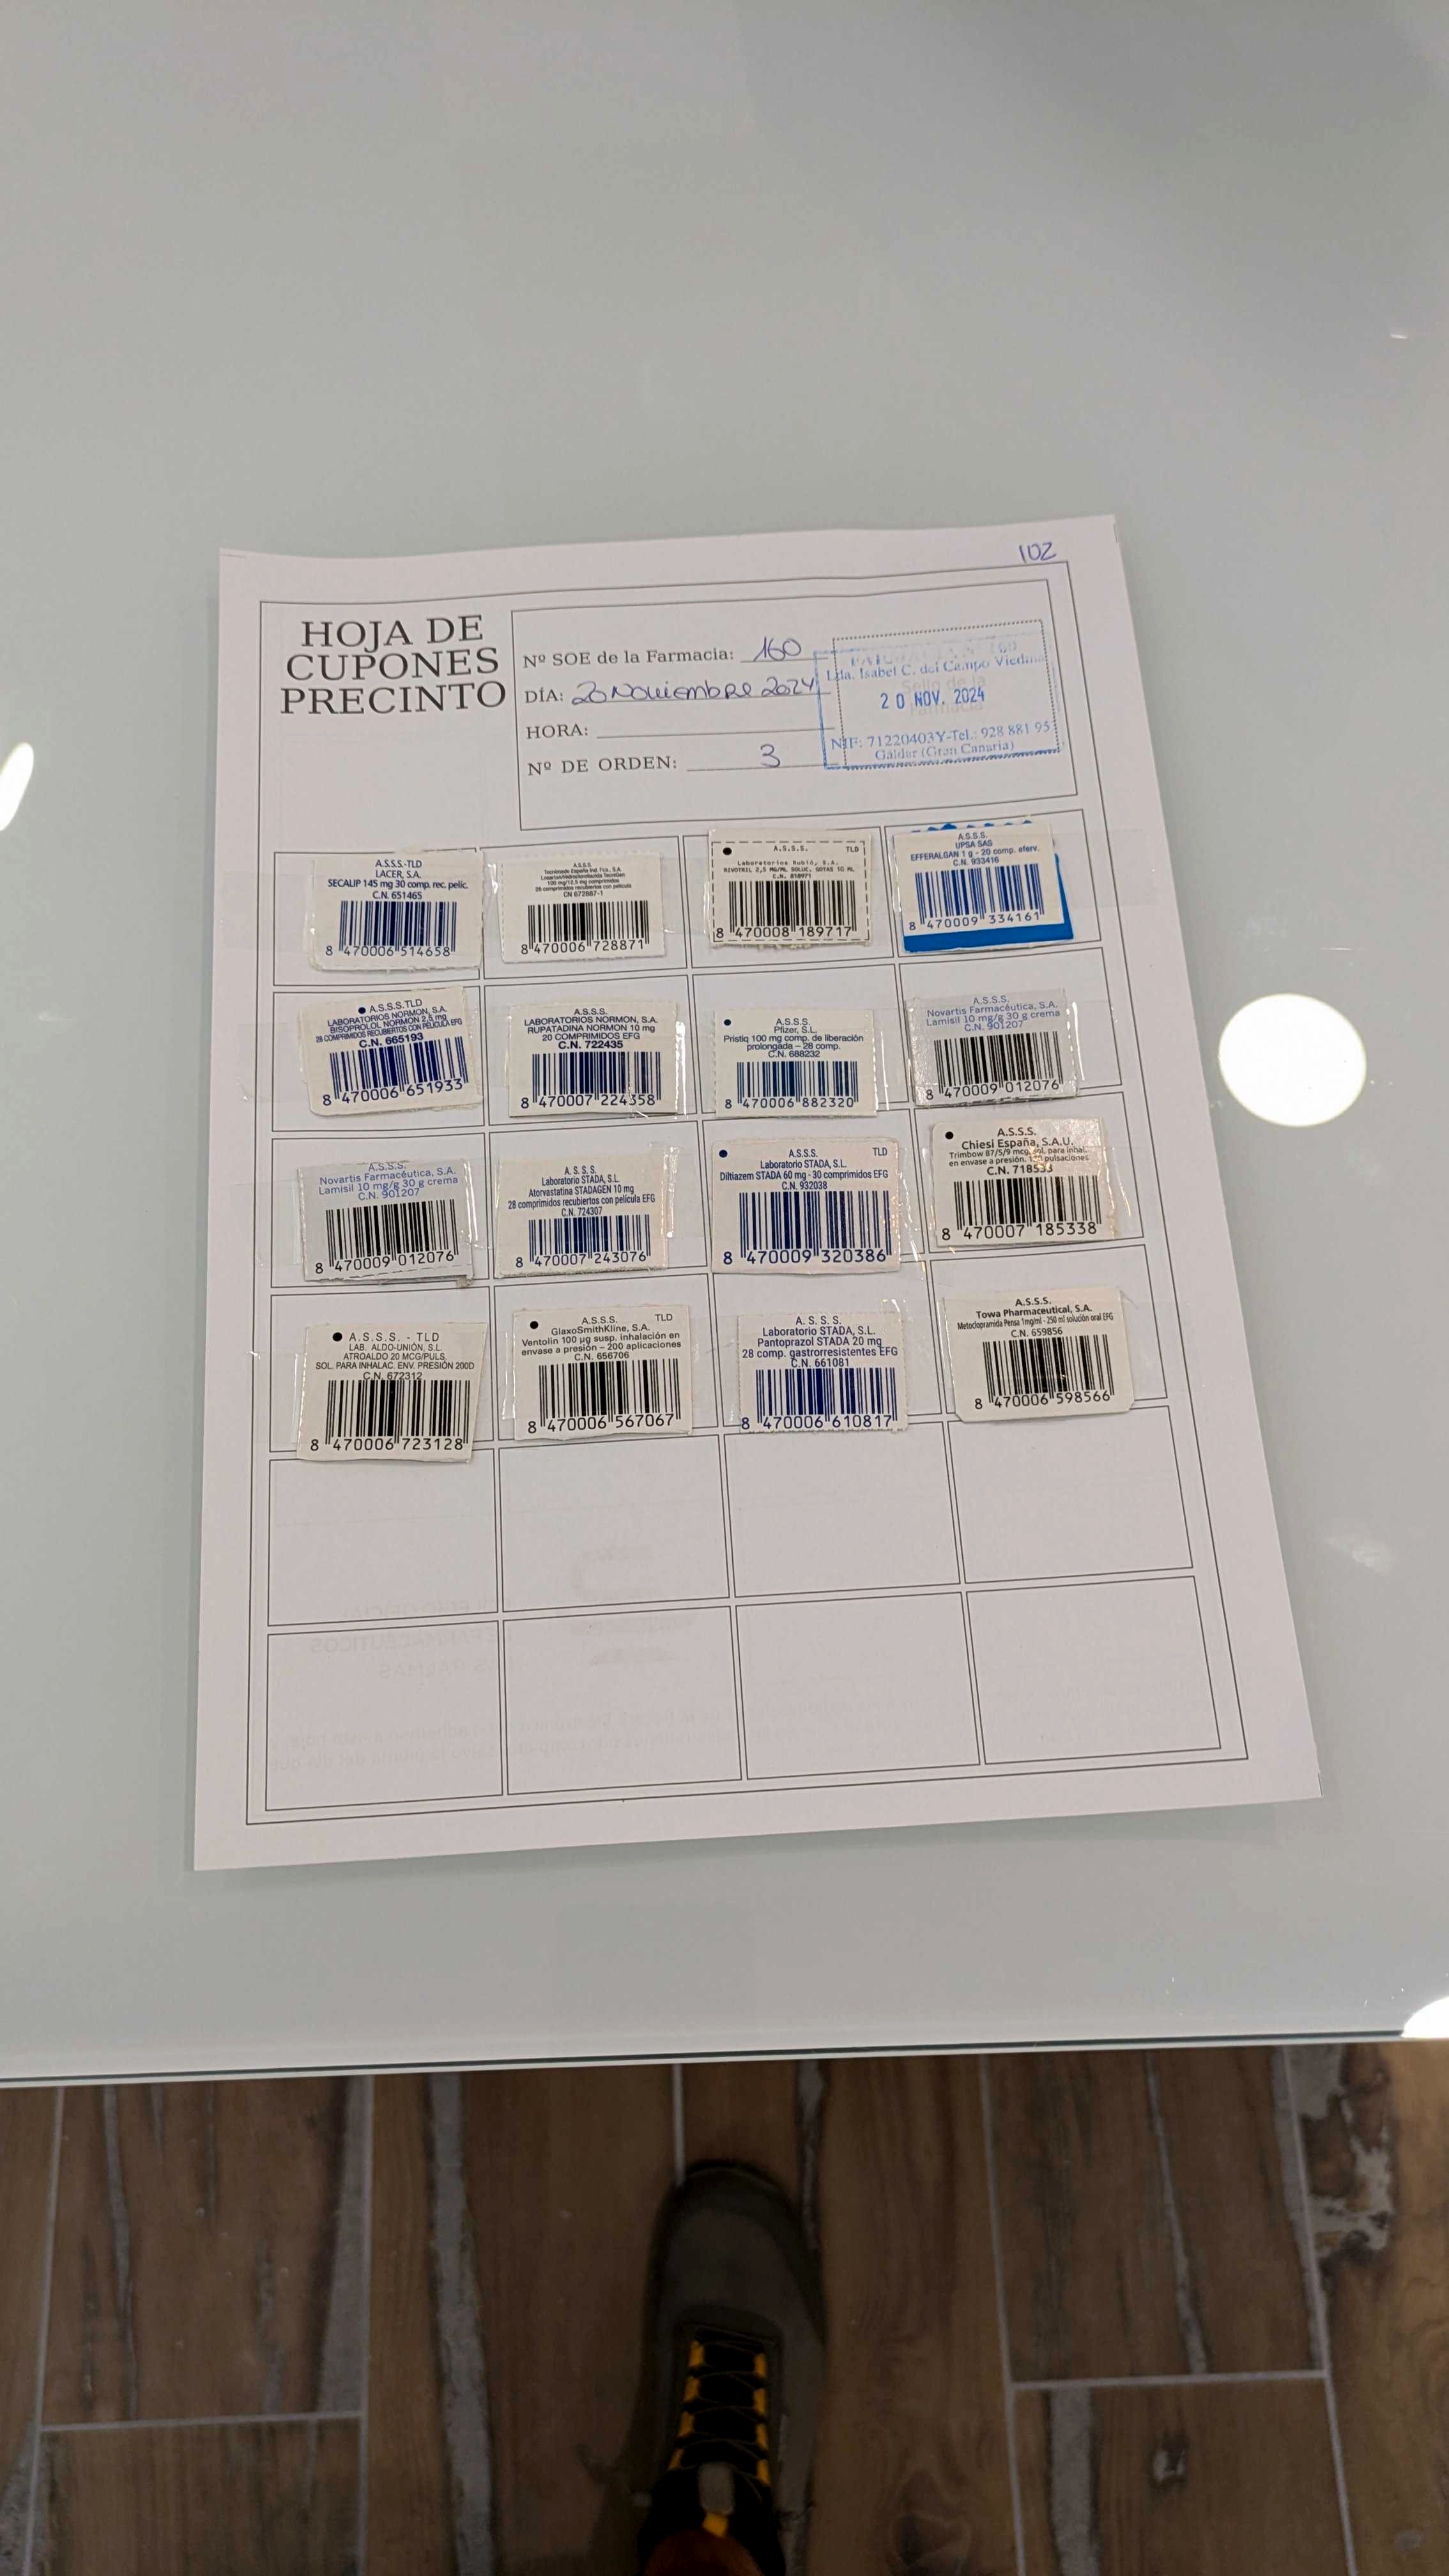 102
HOJA DE
CUPONES
PRECINTO
Nº SOE de la Farmacia: 160
DÍA: 20 Noviembre 2024
HORA:
Nº DE ORDEN: 3
Lda. Isabel C. del Campo Viedma
Sello de la
20 NOV. 2024
Farmacia
NIF: 71220403Y-Tel.: 928 881 951
Gáldar (Gran Canaria)
A.S.S.S.-TLD
LACER, S.A.
SECALIP 145 mg 30 comp. rec. pelíc.
C.N. 651465
8 470006 514658
A.S.S.S.
Tecnimede España Ind. Fca., S.A.
Losartan/Hidroclorotiazida Tecnigen
100 mg/12,5 mg comprimidos
28 comprimidos recubiertos con película
CN 672887-1
8 470006 728871
A.S.S.S. TLD
Laboratorios Rubió, S.A.
RIVOTRIL 2,5 MG/ML SOLUC. GOTAS 10 ML
C.N. 818971
8 470008 189717
A.S.S.S.
UPSA SAS
EFFERALGAN 1 g - 20 comp. eferv.
C.N. 933416
8 470009 334161
A.S.S.S.TLD
LABORATORIOS NORMON, S.A.
BISOPROLOL NORMON 2,5 mg
28 COMPRIMIDOS RECUBIERTOS CON PELICULA EFG
C.N. 665193
8 470006 651933
A.S.S.S.
LABORATORIOS NORMON, S.A.
RUPATADINA NORMON 10 mg
20 COMPRIMIDOS EFG
C.N. 722435
8 470007 224358
A.S.S.S.
Pfizer, S.L.
Pristiq 100 mg comp. de liberación
prolongada – 28 comp.
C.N. 688232
8 470006 882320
A.S.S.S.
Novartis Farmacéutica, S.A.
Lamisil 10 mg/g 30 g crema
C.N. 901207
8 470009 012076
A.S.S.S.
Novartis Farmacéutica, S.A.
Lamisil 10 mg/g 30 g crema
C.N. 901207
8 470009 012076
A. S. S. S.
Laboratorio STADA, S.L.
Atorvastatina STADAGEN 10 mg
28 comprimidos recubiertos con película EFG
C.N. 724307
8 470007 243076
A.S.S.S. TLD
Laboratorio STADA, S.L.
Diltiazem STADA 60 mg - 30 comprimidos EFG
C.N. 932038
8 470009 320386
A.S.S.S.
Chiesi España, S.A.U.
Trimbow 87/5/9 mcg, sol. para inhal.
en envase a presión. pulsaciones
C.N. 718533
8 470007 185338
A.S.S.S. - TLD
LAB. ALDO-UNIÓN, S.L.
ATROALDO 20 MCG/PULS.
SOL. PARA INHALAC. ENV. PRESIÓN 200D
C.N. 672312
8 470006 723128
A.S.S.S. TLD
GlaxoSmithKline, S.A.
Ventolin 100 µg susp. inhalación en
envase a presión – 200 aplicaciones
C.N. 656706
8 470006 567067
A. S. S. S.
Laboratorio STADA, S.L.
Pantoprazol STADA 20 mg
28 comp. gastrorresistentes EFG
C.N. 661081
8 470006 610817
A.S.S.S.
Towa Pharmaceutical, S.A.
Metoclopramida Pensa 1mg/ml - 250 ml solución oral EFG
C.N. 659856
8 470006 598566